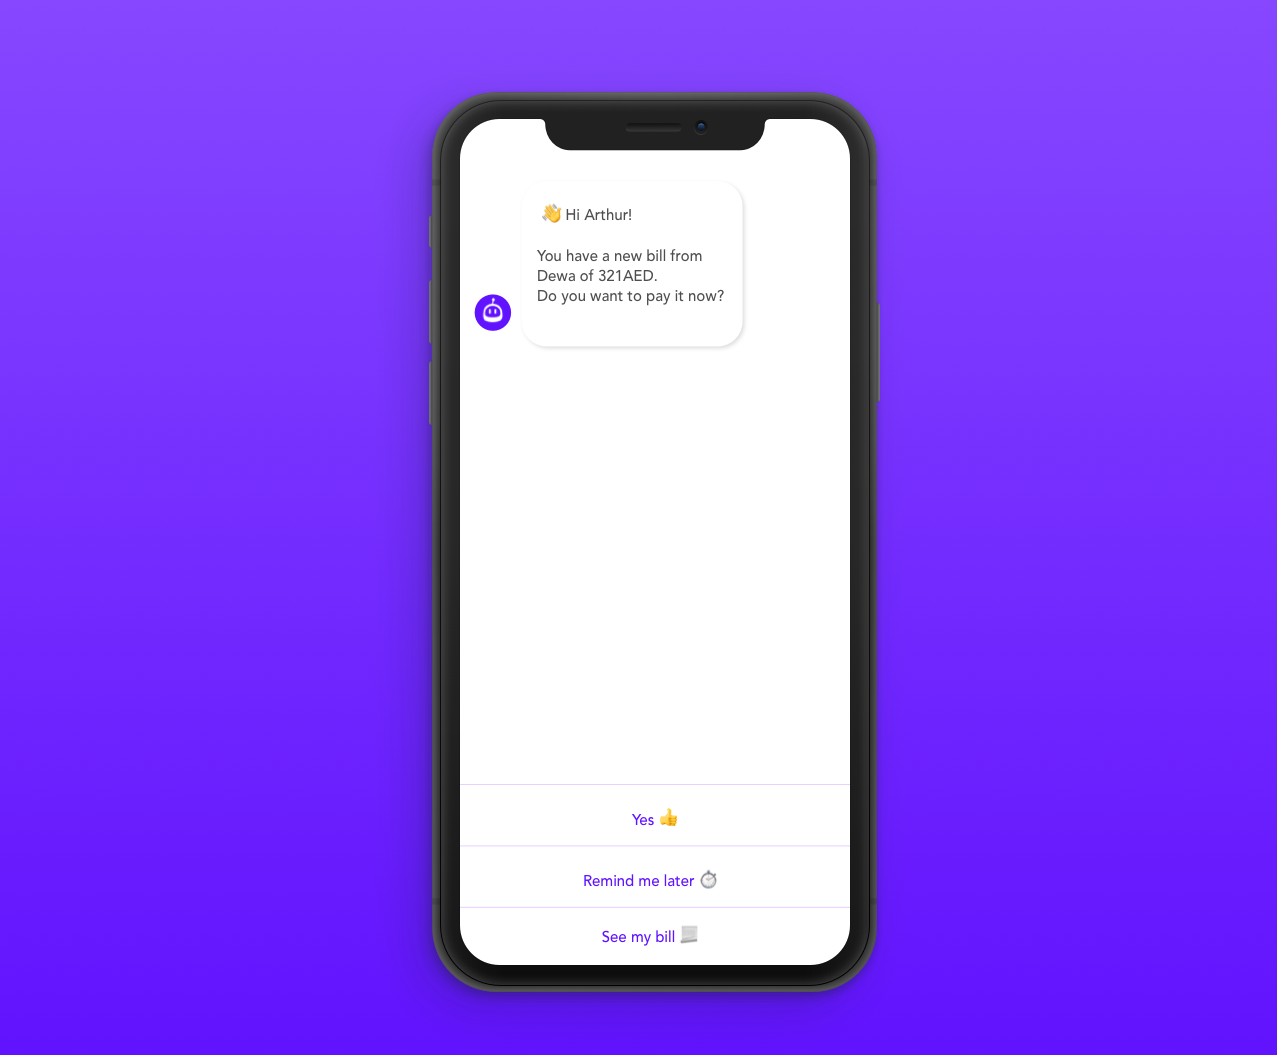 👋 Hi Arthur!
You have a new bill from
Dewa of 321AED.
Do you want to pay it now?
Yes 👍
Remind me later ⏱
See my bill 🧾